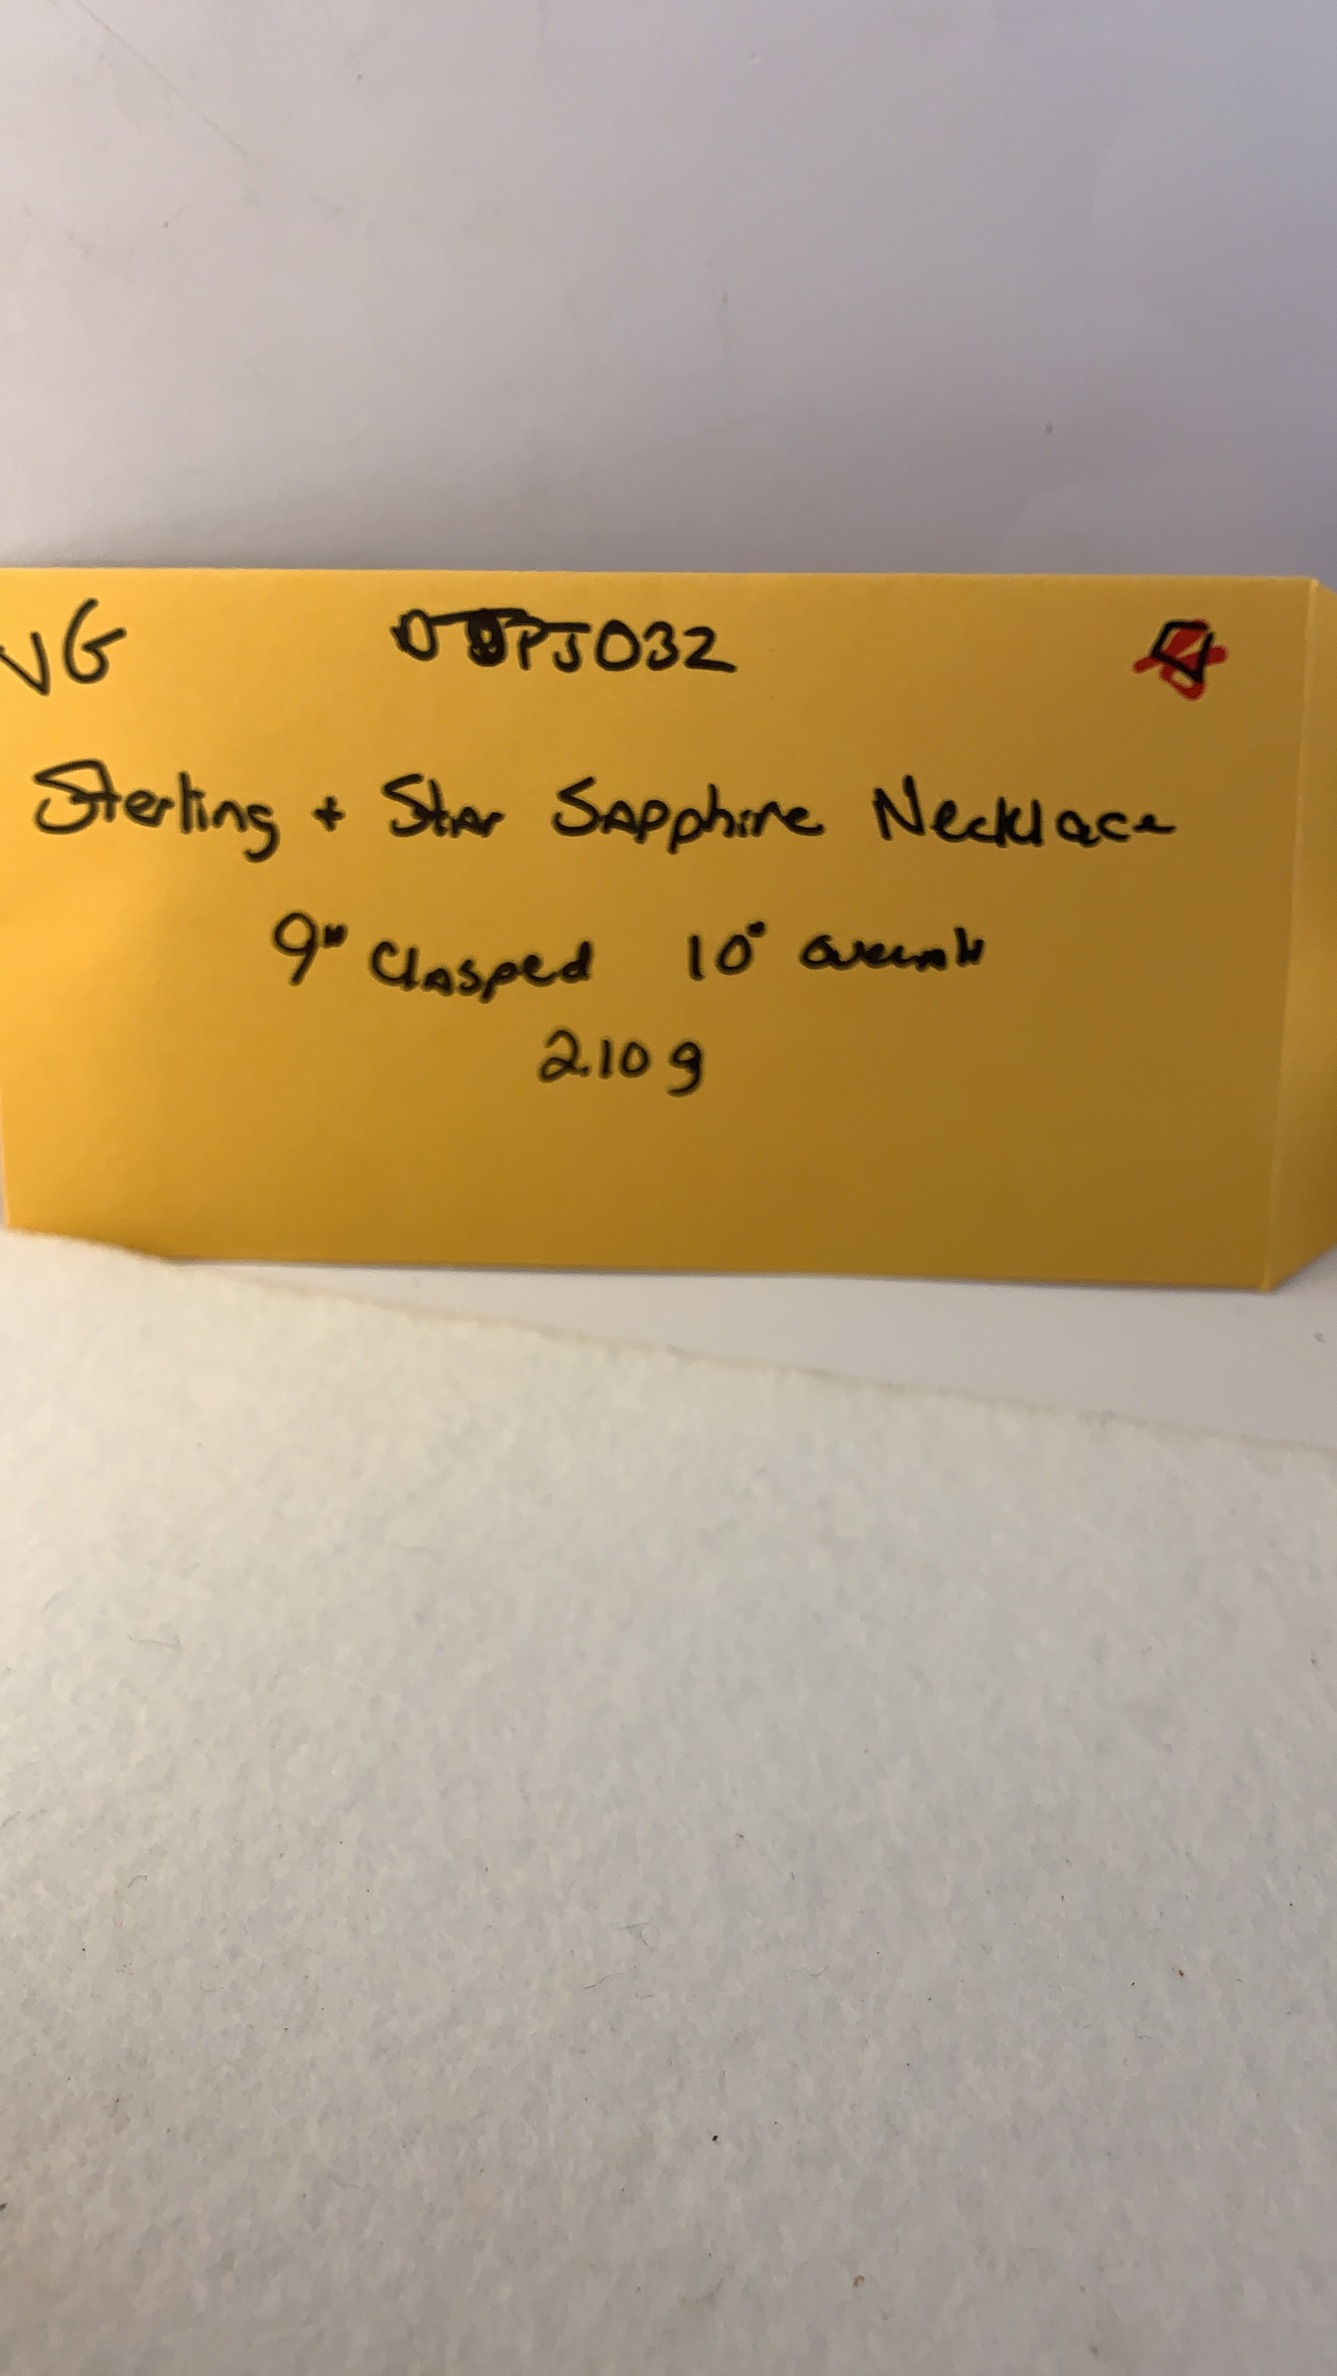 VG PJ032
Sterling + Star Sapphire Necklace
9" Clasped 10" overall
2.10 g